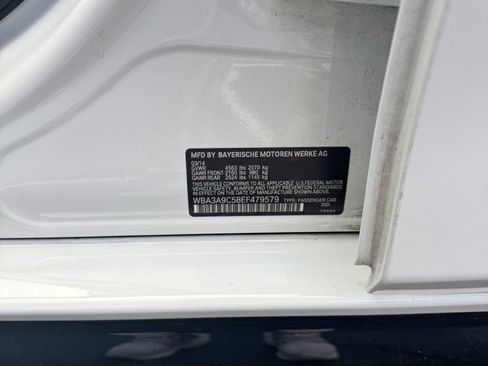 MFD BY BAYERISCHE MOTOREN WERKE AG
03/14
GVWR 4563 lbs 2070 kg
GAWR FRONT 2160 lbs 980 kg
GAWR REAR 2524 lbs 1145 kg
THIS VEHICLE CONFORMS TO ALL APPLICABLE U.S. FEDERAL MOTOR
VEHICLE SAFETY, BUMPER AND THEFT PREVENTION STANDARDS
IN EFFECT ON THE DATE OF MANUFACTURE SHOWN ABOVE.
WBA3A9C58EF479579 TYPE: PASSENGER CAR
300/